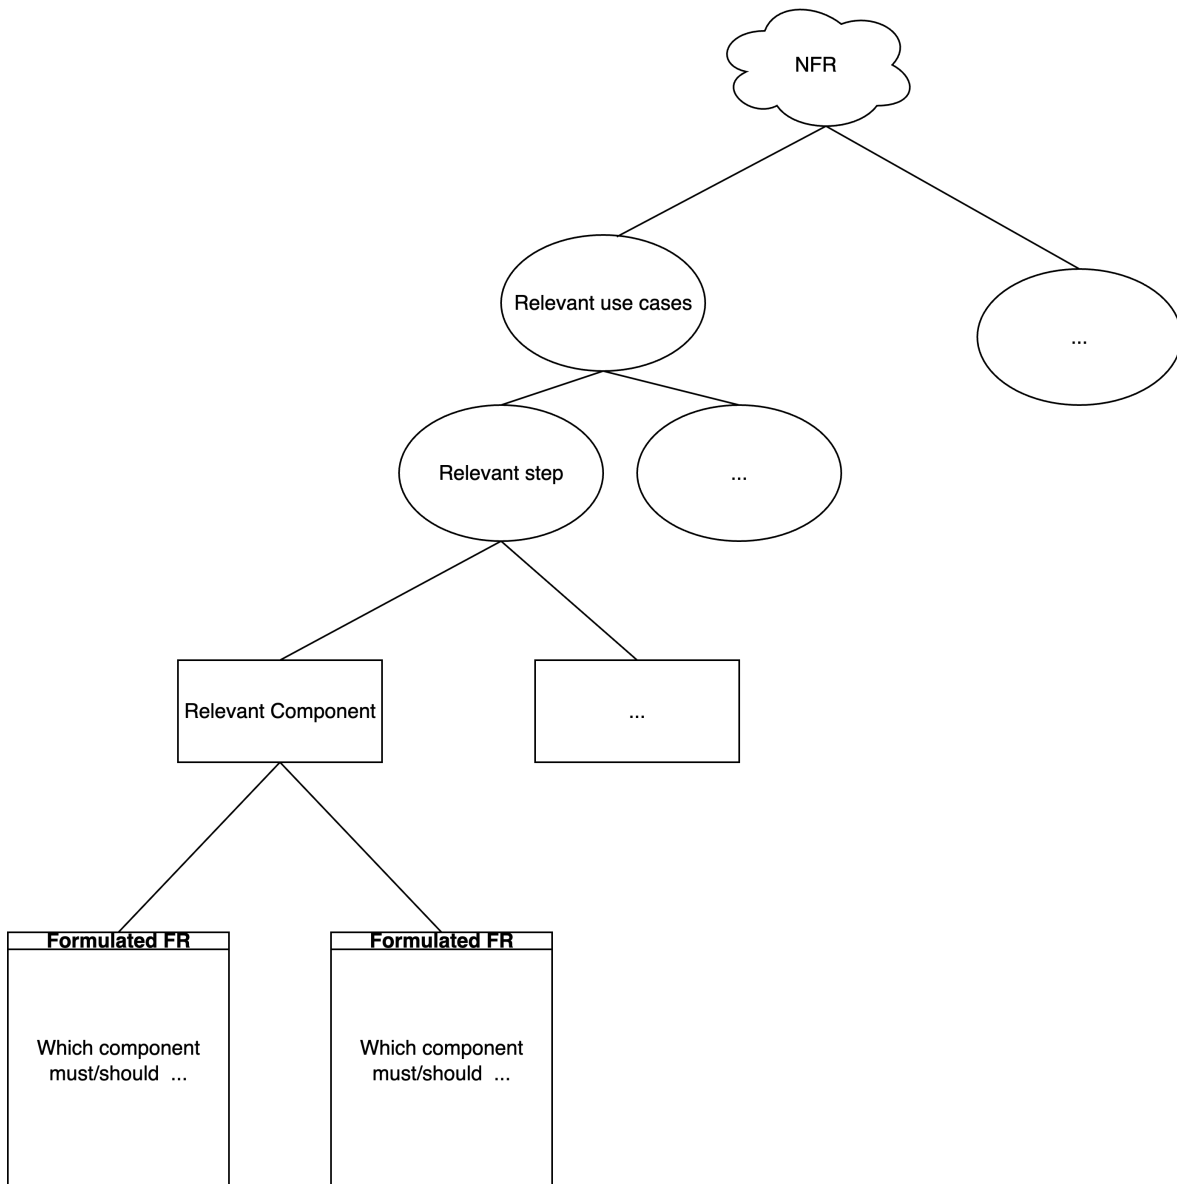 NFR
Relevant use cases
...
Relevant step
...
Relevant Component
...
Formulated FR
Which component
must/should ...
Formulated FR
Which component
must/should ...